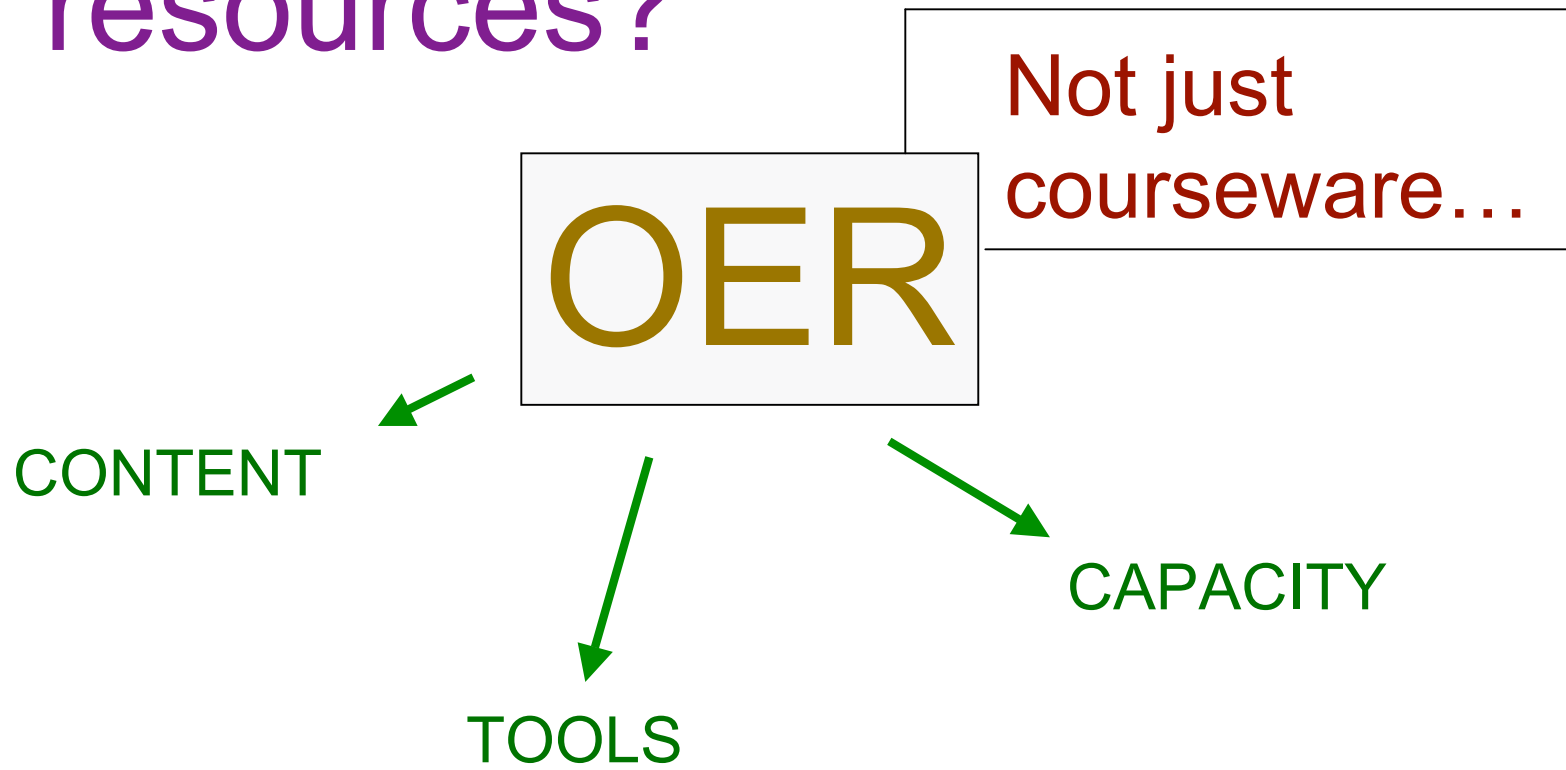 resources?
Not just
courseware…
OER
CONTENT
CAPACITY
TOOLS